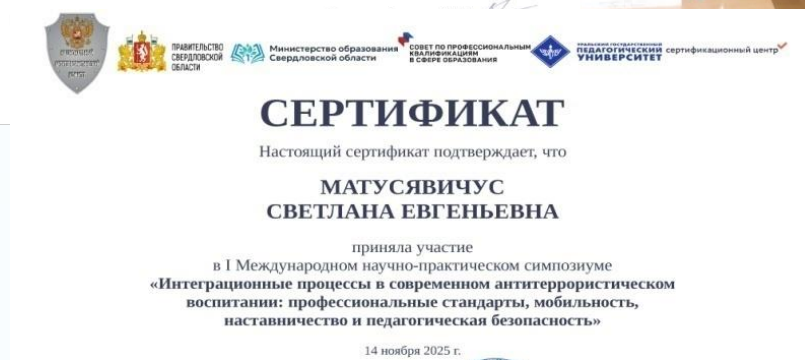 ПРАВИТЕЛЬСТВО
СВЕРДЛОВСКОЙ
ОБЛАСТИ
Министерство образования
Свердловской области
СОВЕТ ПО ПРОФЕССИОНАЛЬНЫМ
КВАЛИФИКАЦИЯМ
В СФЕРЕ ОБРАЗОВАНИЯ
УРАЛЬСКИЙ ГОСУДАРСТВЕННЫЙ
ПЕДАГОГИЧЕСКИЙ
УНИВЕРСИТЕТ
сертификационный центр
СЕРТИФИКАТ
Настоящий сертификат подтверждает, что
МАТУСЯВИЧУС
СВЕТЛАНА ЕВГЕНЬЕВНА
приняла участие
в I Международном научно-практическом симпозиуме
«Интеграционные процессы в современном антитеррористическом
воспитании: профессиональные стандарты, мобильность,
наставничество и педагогическая безопасность»
14 ноября 2025 г.